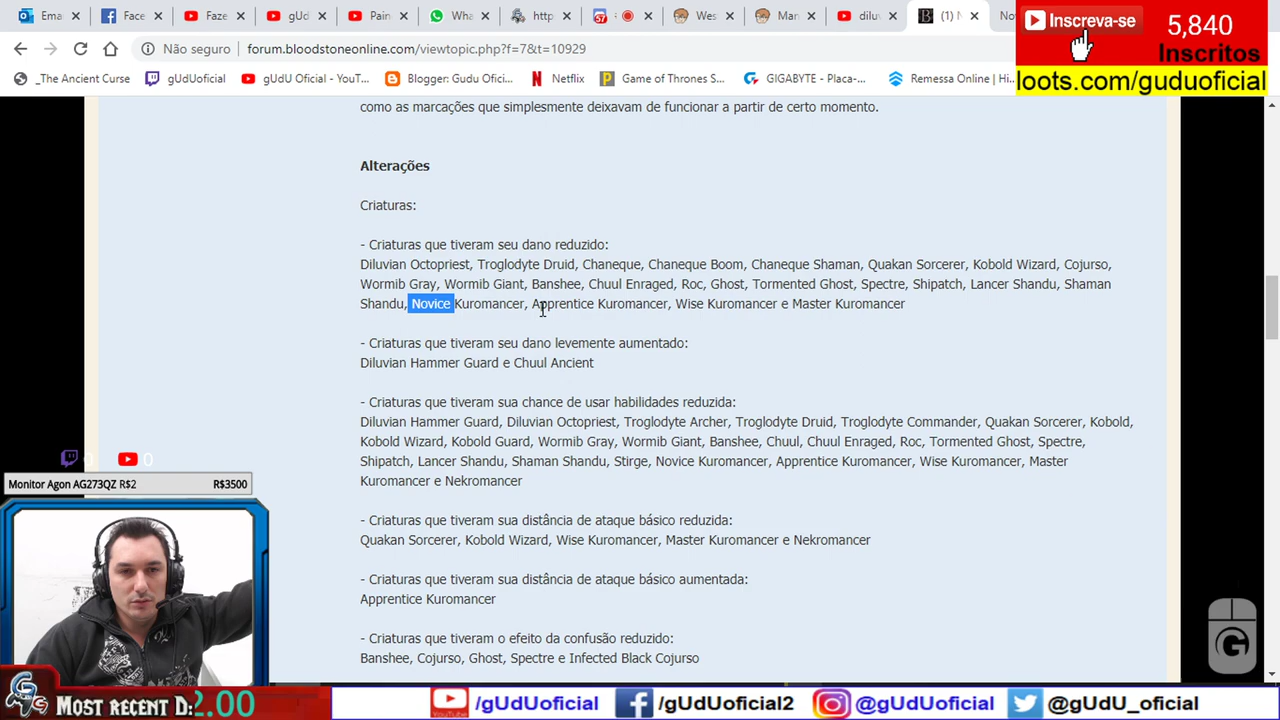 Ema
Face
Faze
gUd
Pain
Wha
http
Wes
Man
diluv
(1) N
No
Não seguro
forum.bloodstoneonline.com/viewtopic.php?f=7&t=10929
_The Ancient Curse
gUdUoficial
gUdU Oficial - YouT...
Blogger: Gudu Ofici...
Netflix
Game of Thrones S...
GIGABYTE - Placa-...
Remessa Online | H
Inscreva-se
5,840
Inscritos
loots.com/guduoficial
como as marcações que simplesmente deixavam de funcionar a partir de certo momento.
Alterações
Criaturas:
- Criaturas que tiveram seu dano reduzido:
Diluvian Octopriest, Troglodyte Druid, Chaneque, Chaneque Boom, Chaneque Shaman, Quakan Sorcerer, Kobold Wizard, Cojurso,
Wormib Gray, Wormib Giant, Banshee, Chuul Enraged, Roc, Ghost, Tormented Ghost, Spectre, Shipatch, Lancer Shandu, Shaman
Shandu, Novice Kuromancer, Apprentice Kuromancer, Wise Kuromancer e Master Kuromancer
- Criaturas que tiveram seu dano levemente aumentado:
Diluvian Hammer Guard e Chuul Ancient
- Criaturas que tiveram sua chance de usar habilidades reduzida:
Diluvian Hammer Guard, Diluvian Octopriest, Troglodyte Archer, Troglodyte Druid, Troglodyte Commander, Quakan Sorcerer, Kobold,
Kobold Wizard, Kobold Guard, Wormib Gray, Wormib Giant, Banshee, Chuul, Chuul Enraged, Roc, Tormented Ghost, Spectre,
Shipatch, Lancer Shandu, Shaman Shandu, Stirge, Novice Kuromancer, Apprentice Kuromancer, Wise Kuromancer, Master
Kuromancer e Nekromancer
- Criaturas que tiveram sua distância de ataque básico reduzida:
Quakan Sorcerer, Kobold Wizard, Wise Kuromancer, Master Kuromancer e Nekromancer
- Criaturas que tiveram sua distância de ataque básico aumentada:
Apprentice Kuromancer
- Criaturas que tiveram o efeito da confusão reduzido:
Banshee, Cojurso, Ghost, Spectre e Infected Black Cojurso
0
0
Monitor Agon AG273QZ R$2
R$3500
Most recent D:
2.00
/gUdUoficial
/gUdUoficial2
@gUdUoficial
@gUdU_oficial